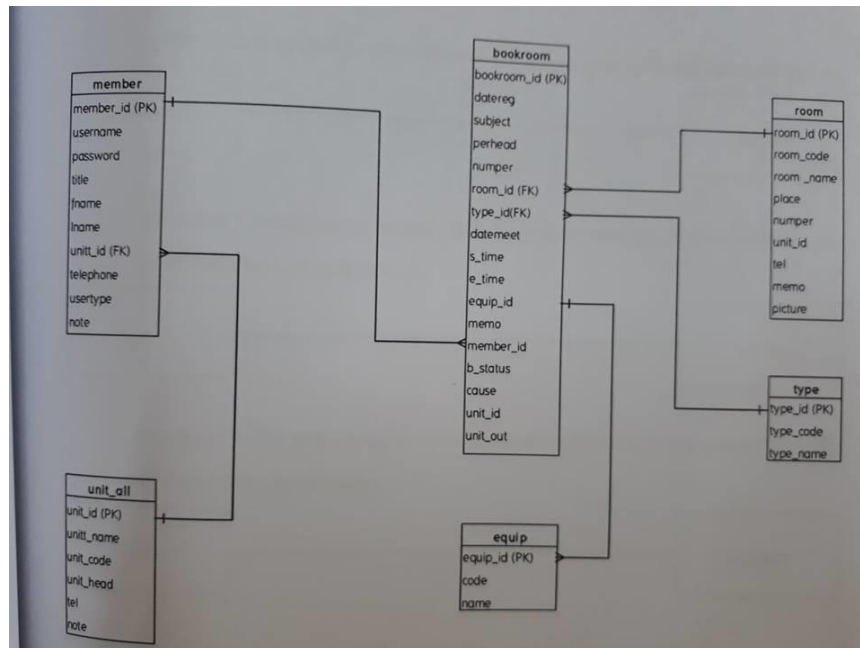 member
member_id (PK)
username
password
title
fname
lname
unitt_id (FK)
telephone
usertype
note
unit_all
unit_id (PK)
unitt_name
unit_code
unit_head
tel
note
bookroom
bookroom_id (PK)
datereg
subject
perhead
numper
room_id (FK)
type_id(FK)
datemeet
s_time
e_time
equip_id
memo
member_id
b_status
cause
unit_id
unit_out
equip
equip_id (PK)
code
name
room
room_id (PK)
room_code
room _name
place
numper
unit_id
tel
memo
picture
type
type_id (PK)
type_code
type_name